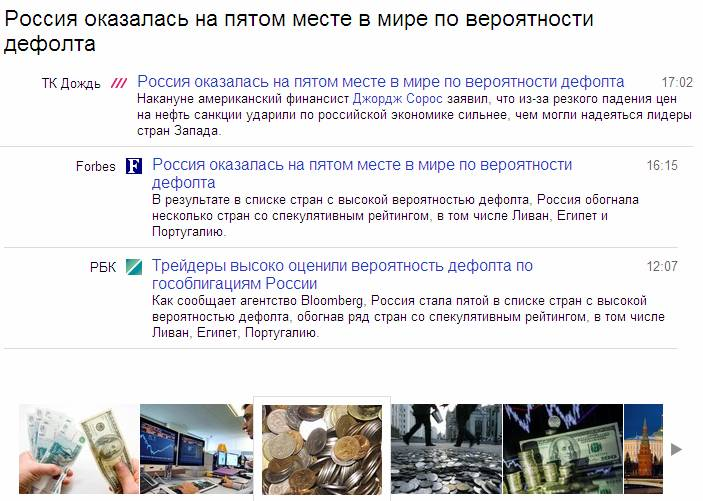 Россия оказалась на пятом месте в мире по вероятности
дефолта
ТК Дождь Россия оказалась на пятом месте в мире по вероятности дефолта 17:02
Накануне американский финансист Джордж Сорос заявил, что из-за резкого падения цен
на нефть санкции ударили по российской экономике сильнее, чем могли надеяться лидеры
стран Запада.
Forbes F Россия оказалась на пятом месте в мире по вероятности 16:15
дефолта
В результате в списке стран с высокой вероятностью дефолта, Россия обогнала
несколько стран со спекулятивным рейтингом, в том числе Ливан, Египет и
Португалию.
РБК Трейдеры высоко оценили вероятность дефолта по 12:07
гособлигациям России
Как сообщает агентство Bloomberg, Россия стала пятой в списке стран с высокой
вероятностью дефолта, обогнав ряд стран со спекулятивным рейтингом, в том числе
Ливан, Египет, Португалию.